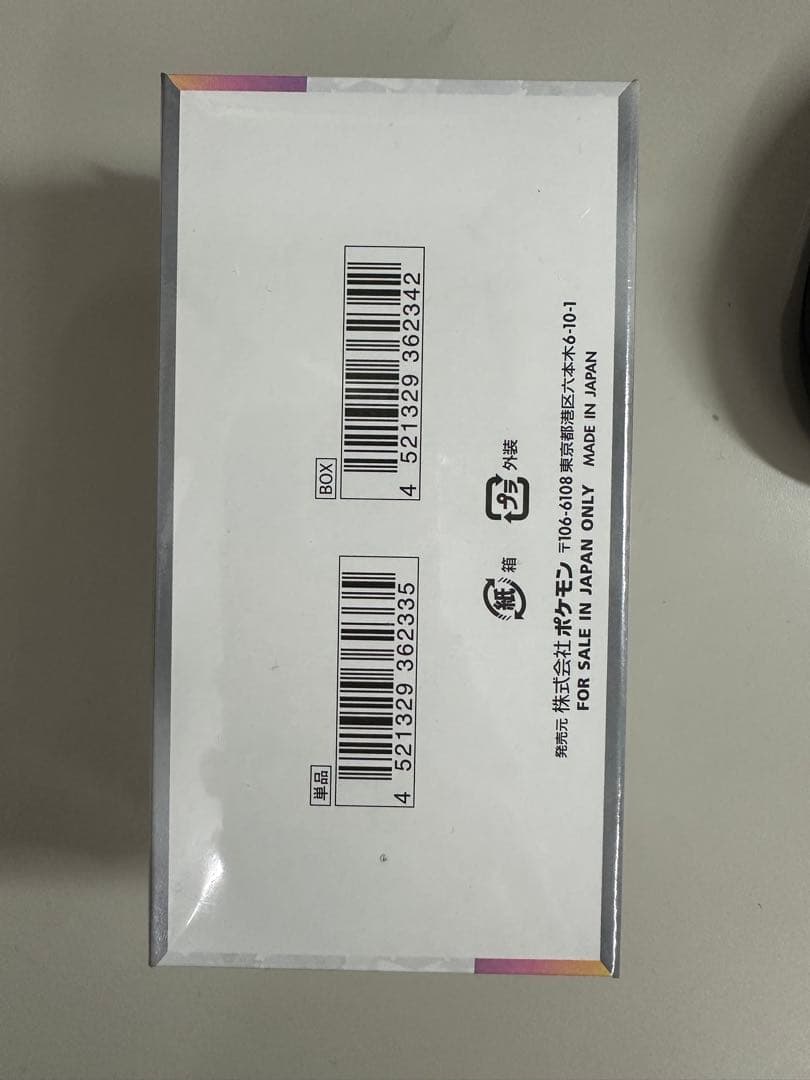 単品
4 521329 362335
BOX
4 521329 362342
紙 箱
プラ 外装
発売元 株式会社 ポケモン 〒106-6108 東京都港区六本木6-10-1
FOR SALE IN JAPAN ONLY MADE IN JAPAN